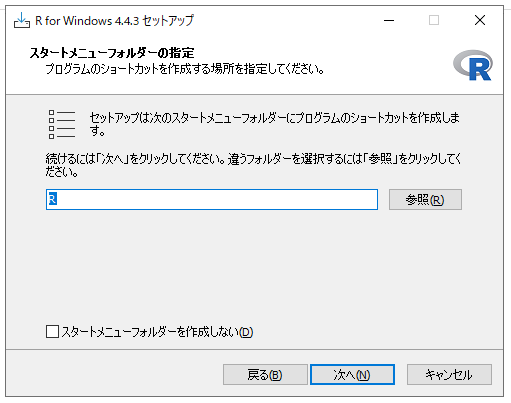 R for Windows 4.4.3 セットアップ
スタートメニューフォルダーの指定
プログラムのショートカットを作成する場所を指定してください。
R
セットアップは次のスタートメニューフォルダーにプログラムのショートカットを作成しま
す。
続けるには「次へ」をクリックしてください。違うフォルダーを選択するには「参照」をクリックしてく
ださい。
R
参照(R)
スタートメニューフォルダーを作成しない(D)
戻る(B)
次へ(N)
キャンセル